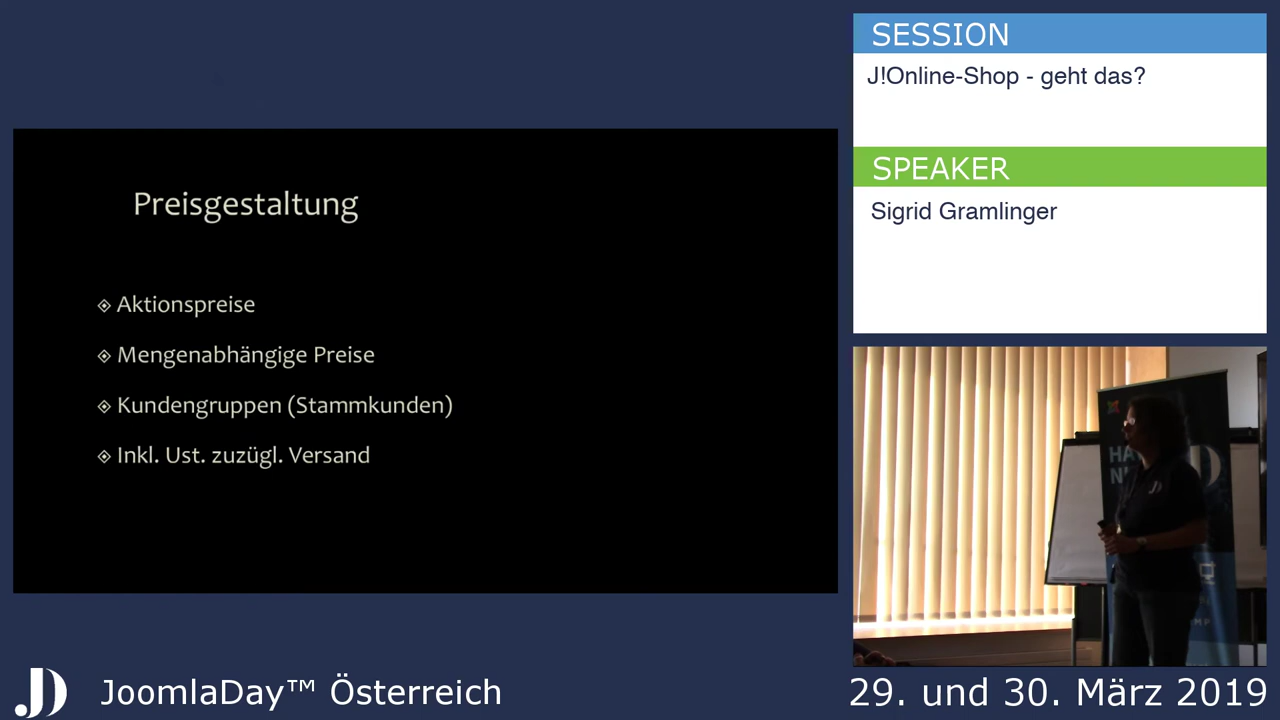 SESSION
J!Online-Shop - geht das?
SPEAKER
Sigrid Gramlinger
Preisgestaltung
Aktionspreise
Mengenabhängige Preise
Kundengruppen (Stammkunden)
Inkl. Ust. zuzügl. Versand
JD JoomlaDay™ Österreich
29. und 30. März 2019